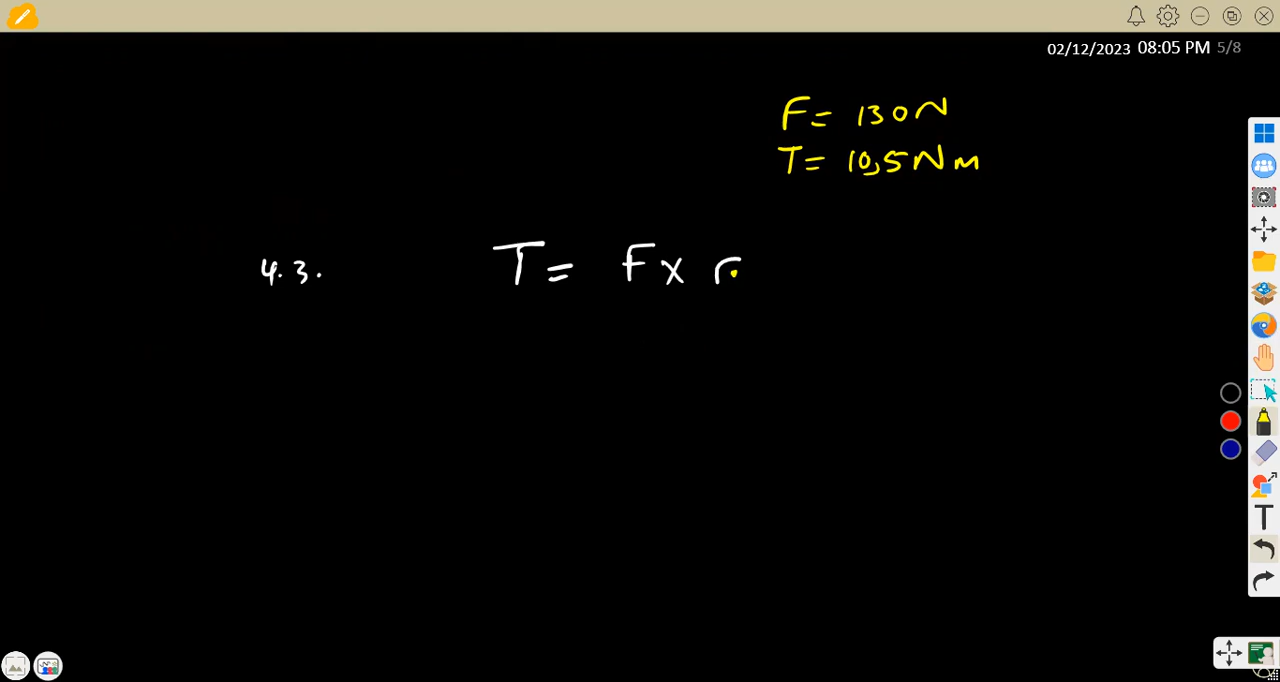 02/12/2023 08:05 PM 5/8
F = 130N
T = 10,5Nm
4.3. T = F x r
T